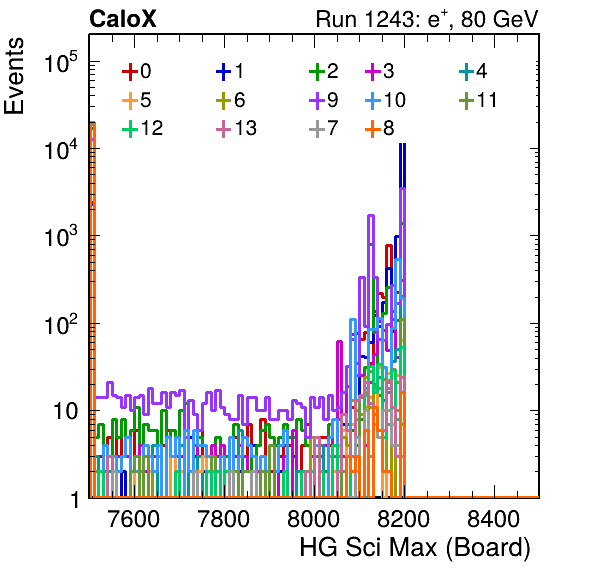 CaloX Run 1243: e⁺, 80 GeV
Events
10⁵
10⁴
10³
10²
10
1
0 1 2 3 4
5 6 9 10 11
12 13 7 8
7600 7800 8000 8200 8400
HG Sci Max (Board)